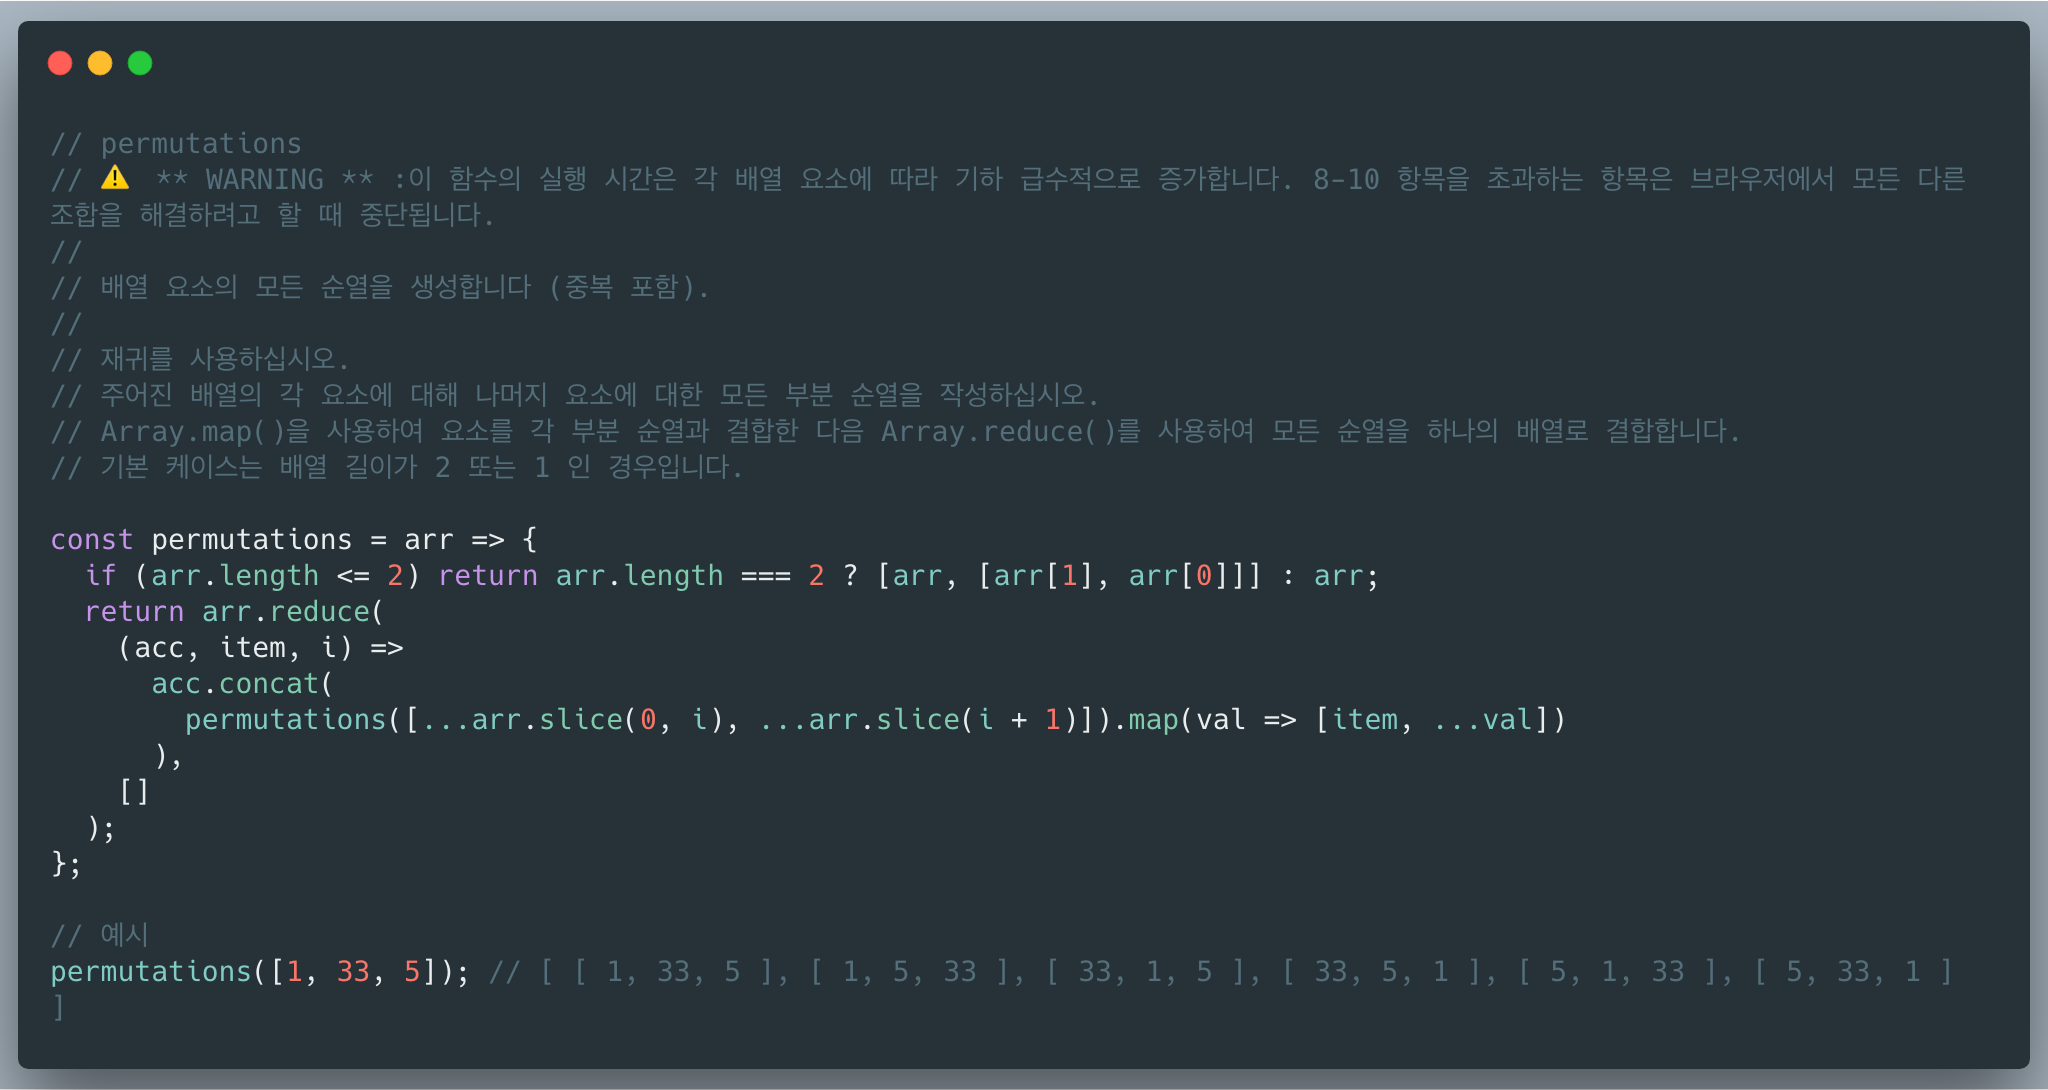 // permutations
// ⚠️ ** WARNING ** :이 함수의 실행 시간은 각 배열 요소에 따라 기하 급수적으로 증가합니다. 8-10 항목을 초과하는 항목은 브라우저에서 모든 다른
조합을 해결하려고 할 때 중단됩니다.
//
// 배열 요소의 모든 순열을 생성합니다 (중복 포함).
//
// 재귀를 사용하십시오.
// 주어진 배열의 각 요소에 대해 나머지 요소에 대한 모든 부분 순열을 작성하십시오.
// Array.map()을 사용하여 요소를 각 부분 순열과 결합한 다음 Array.reduce()를 사용하여 모든 순열을 하나의 배열로 결합합니다.
// 기본 케이스는 배열 길이가 2 또는 1 인 경우입니다.

const permutations = arr => {
  if (arr.length <= 2) return arr.length === 2 ? [arr, [arr[1], arr[0]]] : arr;
  return arr.reduce(
    (acc, item, i) =>
      acc.concat(
        permutations([...arr.slice(0, i), ...arr.slice(i + 1)]).map(val => [item, ...val])
      ),
    []
  );
};

// 예시
permutations([1, 33, 5]); // [ [ 1, 33, 5 ], [ 1, 5, 33 ], [ 33, 1, 5 ], [ 33, 5, 1 ], [ 5, 1, 33 ], [ 5, 33, 1 ]
]